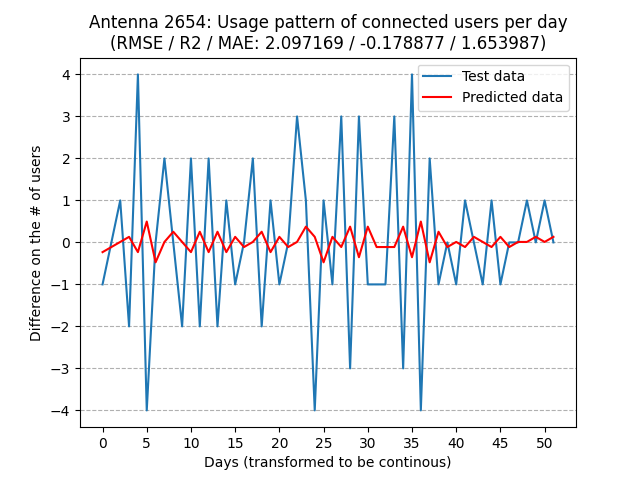 Antenna 2654: Usage pattern of connected users per day
(RMSE / R2 / MAE: 2.097169 / -0.178877 / 1.653987)
Test data
Predicted data
Difference on the # of users
4
3
2
1
0
−1
−2
−3
−4
0 5 10 15 20 25 30 35 40 45 50
Days (transformed to be continous)